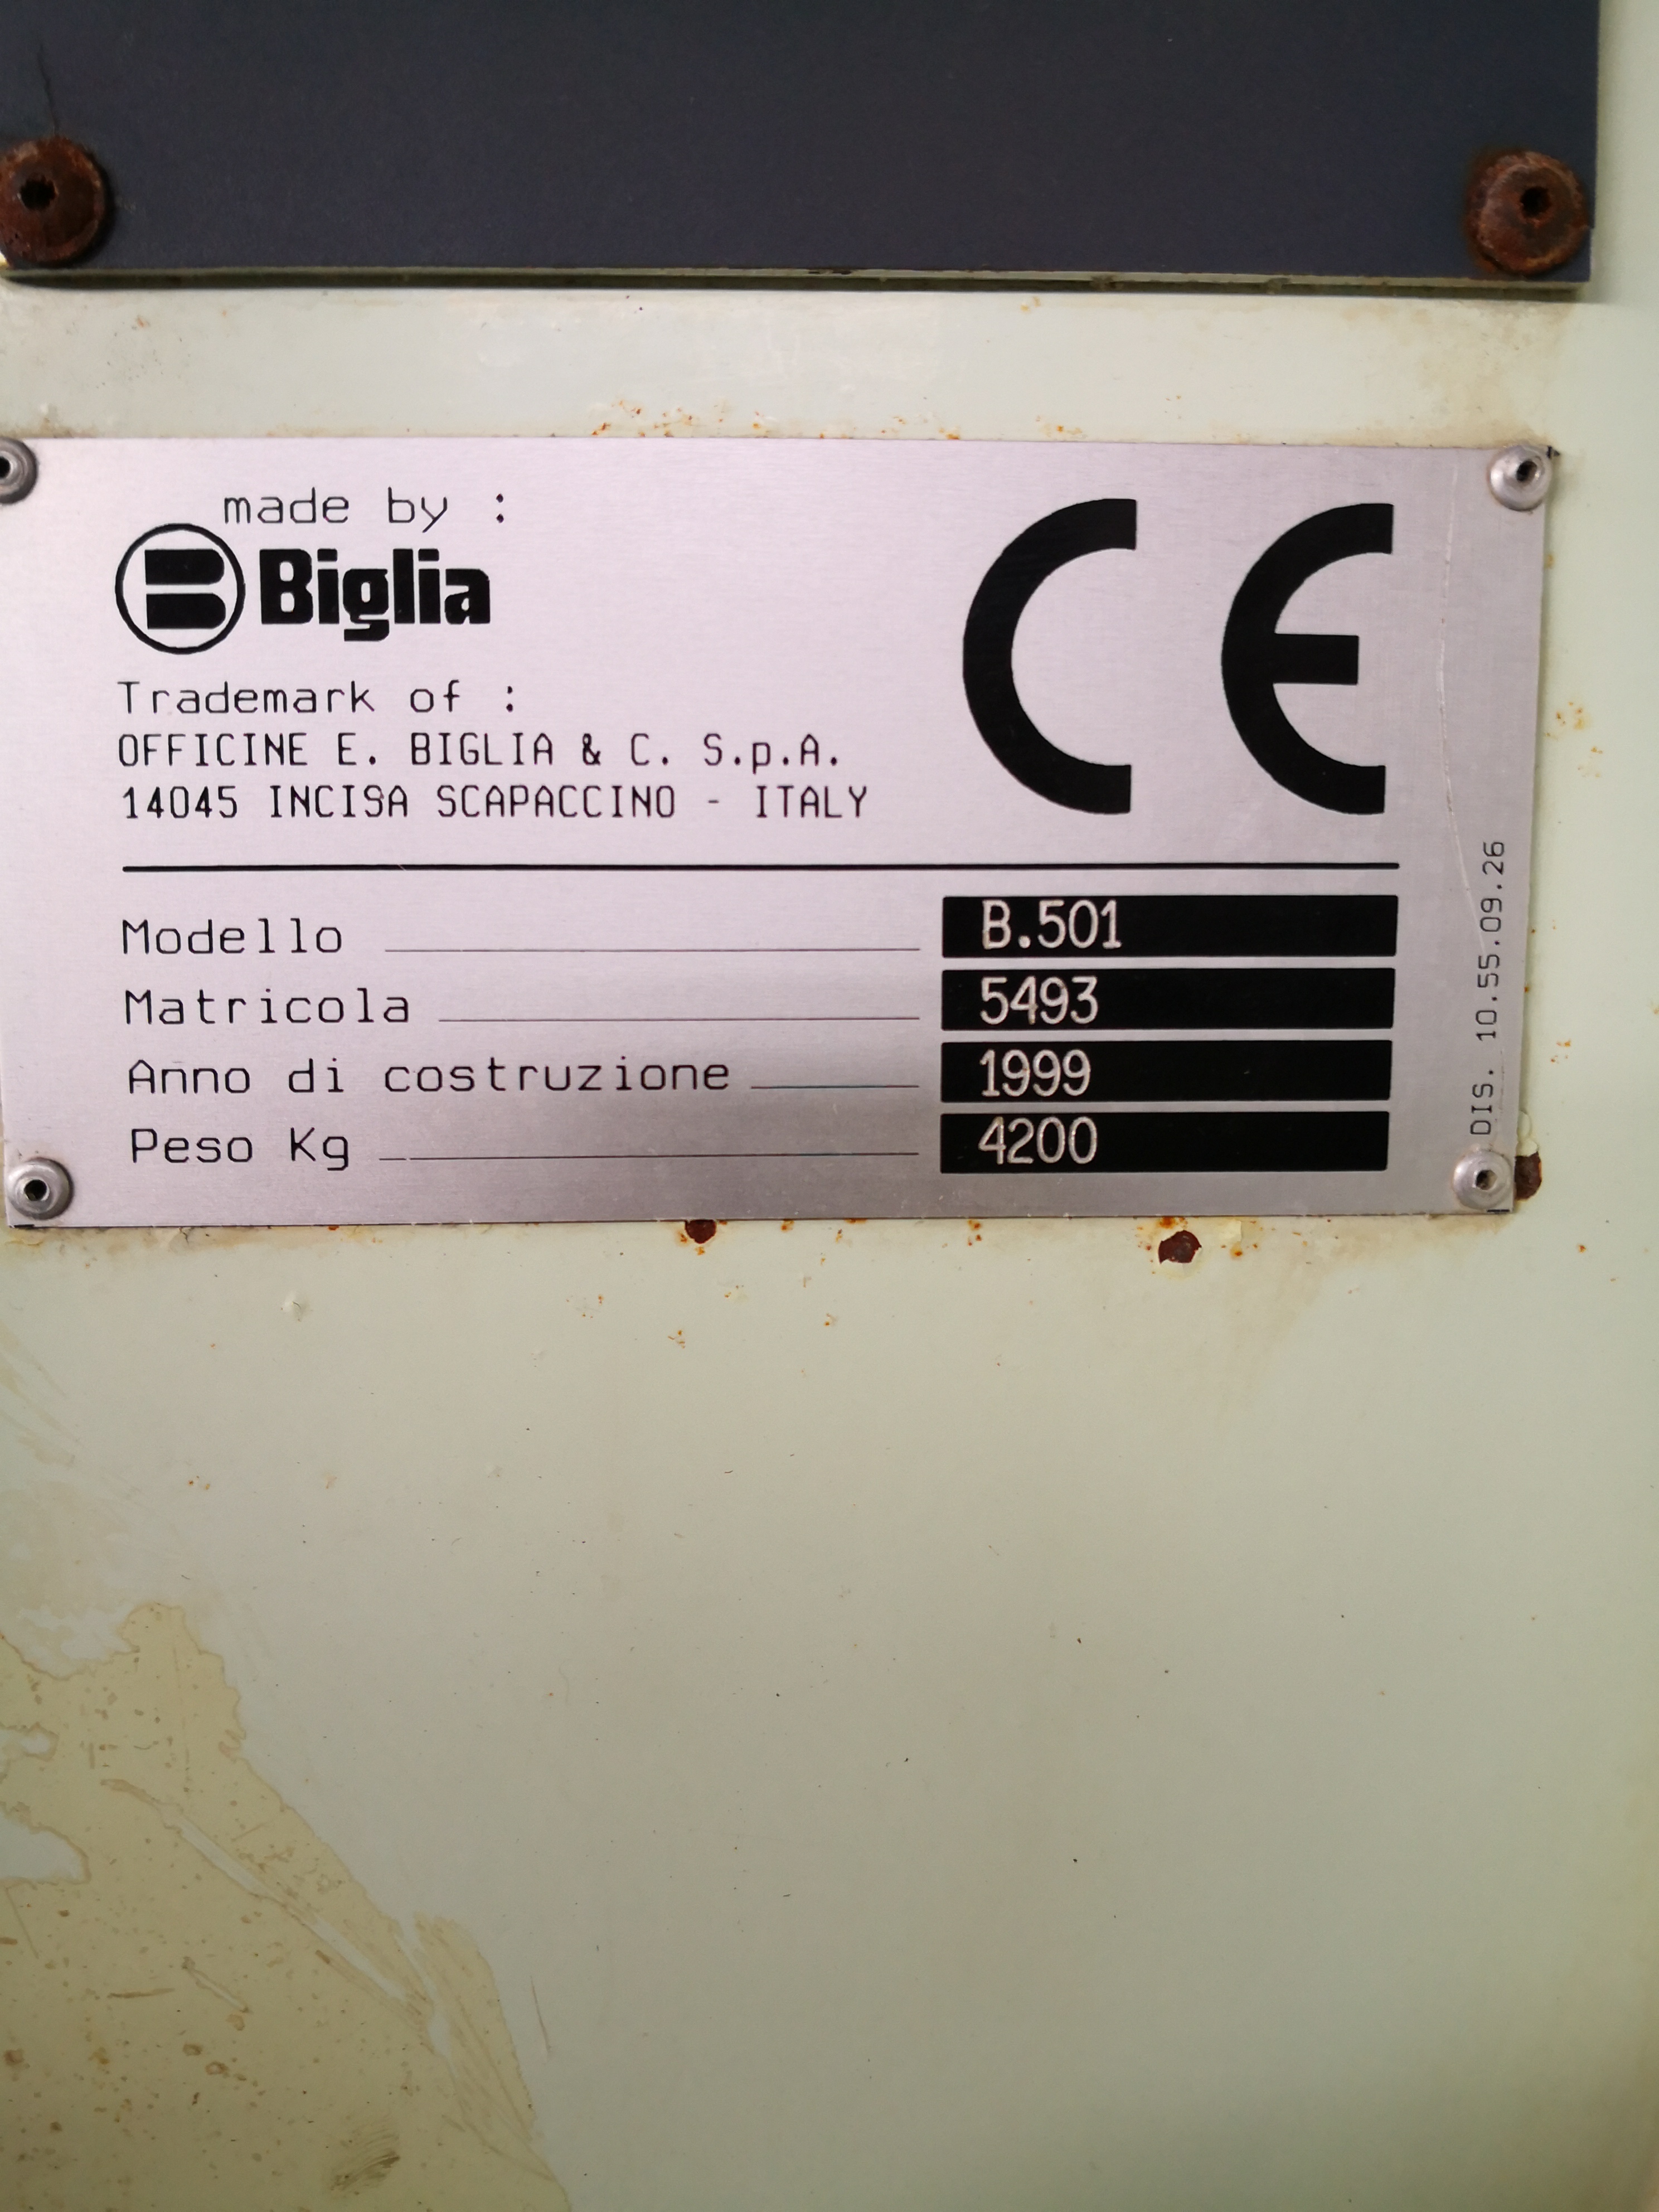 made by :
Biglia
Trademark of :
OFFICINE E. BIGLIA & C. S.p.A.
14045 INCISA SCAPACCINO - ITALY
CE
Modello B.501
Matricola 5493
Anno di costruzione 1999
Peso Kg 4200
DIS. 10.55.09.26